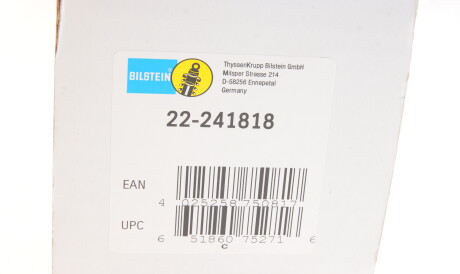 BILSTEIN
ThyssenKrupp Bilstein GmbH
Milsper Strasse 214
D-58256 Ennepetal
Germany
22-241818
EAN
4 025258 750817
UPC
6 51860 75271 6
c